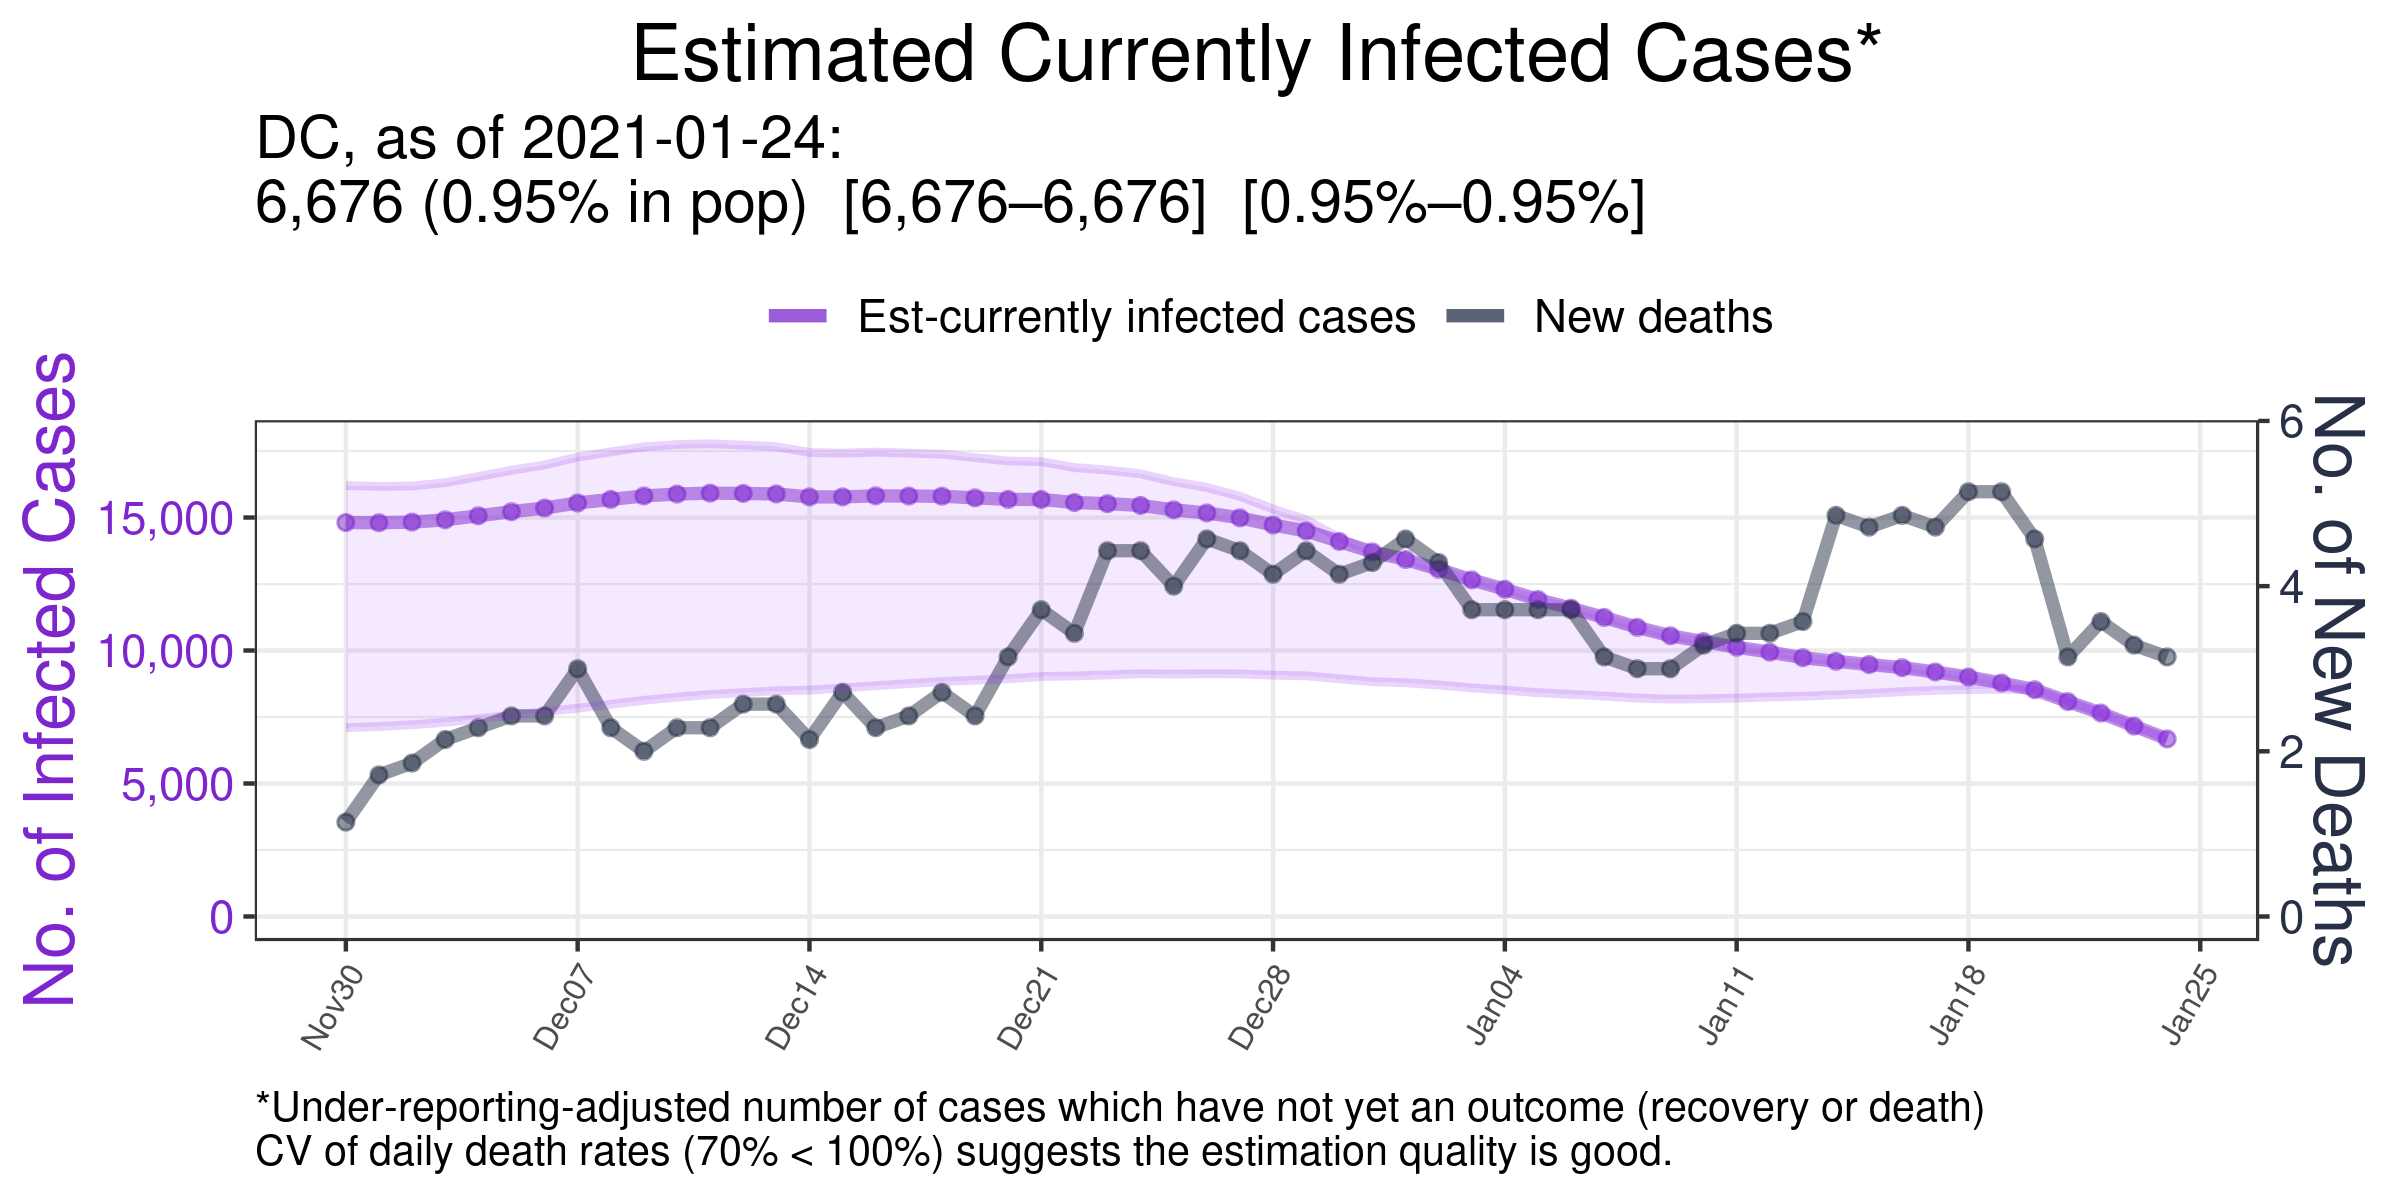 Estimated Currently Infected Cases*
DC, as of 2021-01-24:
6,676 (0.95% in pop)  [6,676–6,676]  [0.95%–0.95%]
Est-currently infected cases
New deaths
No. of Infected Cases
15,000
10,000
5,000
0
6
4
2
0
No. of New Deaths
Nov30
Dec07
Dec14
Dec21
Dec28
Jan04
Jan11
Jan18
Jan25
*Under-reporting-adjusted number of cases which have not yet an outcome (recovery or death)
CV of daily death rates (70% < 100%) suggests the estimation quality is good.